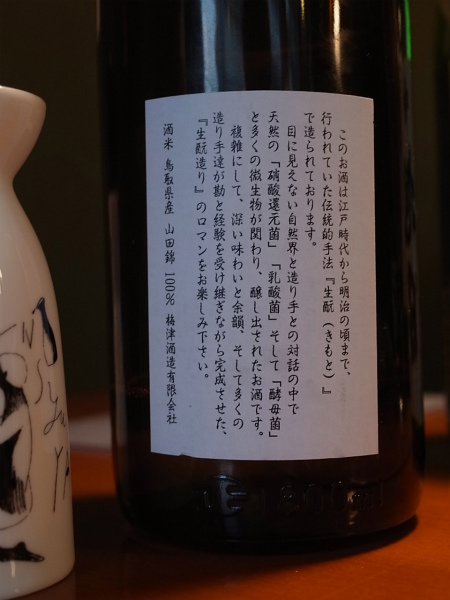 このお酒は江戸時代から明治の頃まで、
行われていた伝統的手法『生酛（きもと）』
で造られております。
目に見えない自然界と造り手との対話の中で
天然の「硝酸還元菌」「乳酸菌」そして「酵母菌」
と多くの微生物が関わり、醸し出されたお酒です。
複雑にして、深い味わいと余韻、そして多くの
造り手達が勘と経験を受け継ぎながら完成させた、
『生酛造り』のロマンをお楽しみ下さい。
酒米 鳥取県産 山田錦 100% 梅津酒造有限会社